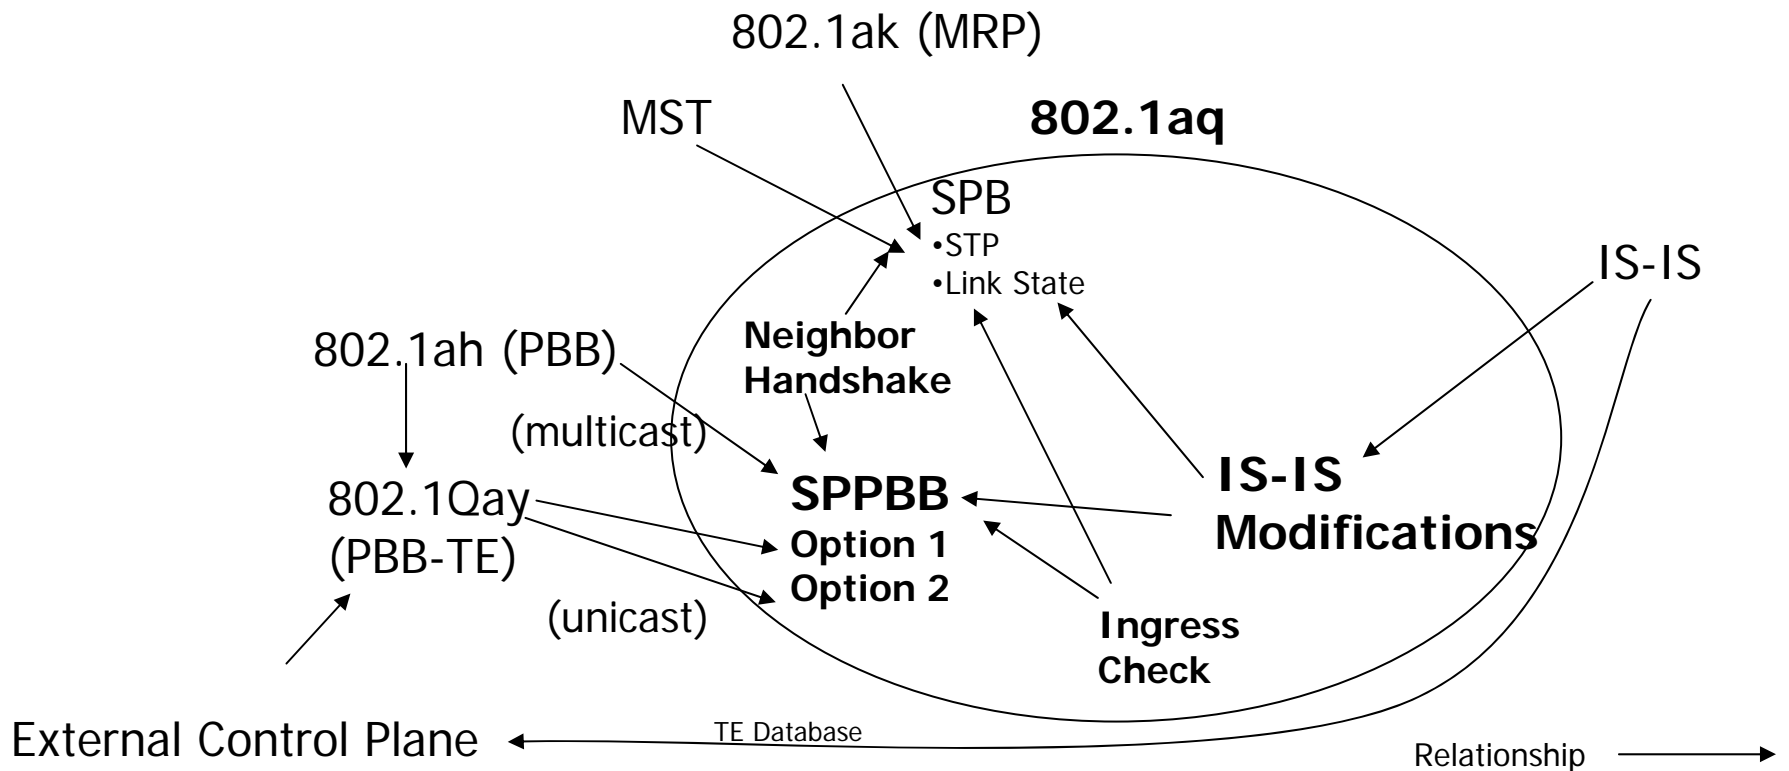 802.1ak (MRP)
MST
802.1aq
SPB
•STP
•Link State
IS-IS
Neighbor
Handshake
802.1ah (PBB)
(multicast)
802.1Qay
(PBB-TE)
SPPBB
Option 1
Option 2
IS-IS
Modifications
(unicast)
Ingress
Check
External Control Plane
TE Database
Relationship